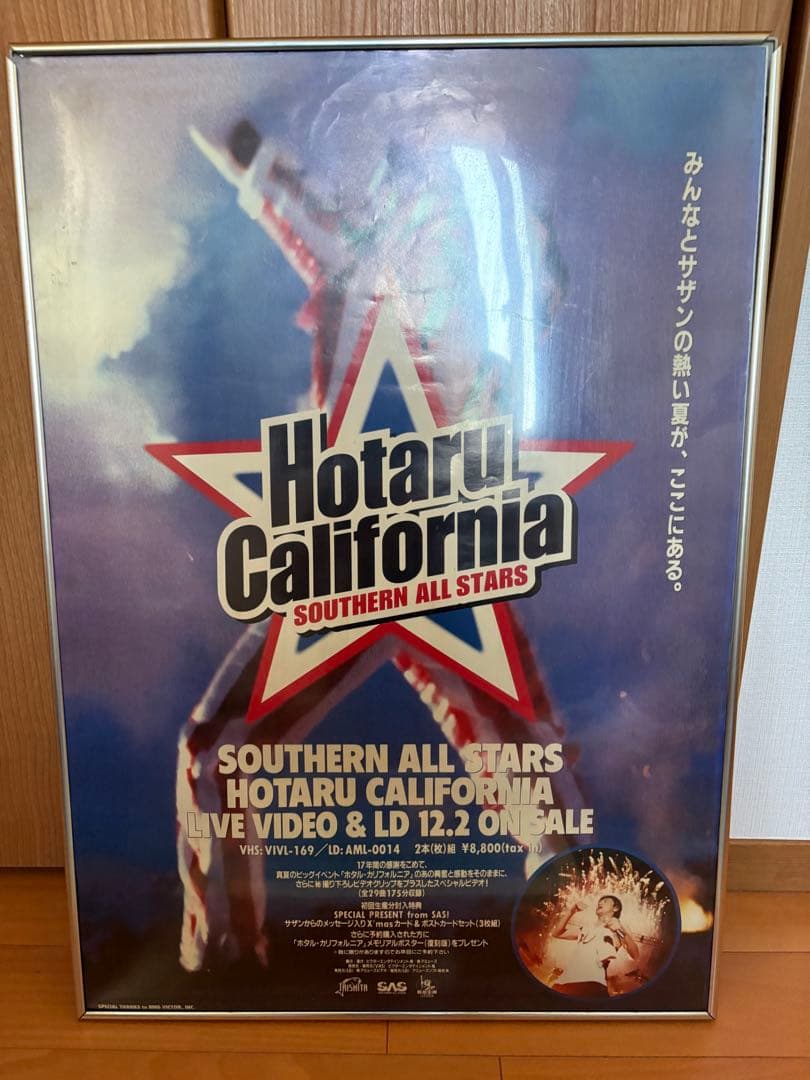 みんなとサザンの熱い夏が、ここにある。
Hotaru
California
SOUTHERN ALL STARS
SOUTHERN ALL STARS
HOTARU CALIFORNIA
LIVE VIDEO & LD 12.2 ON SALE
VHS: VIVL-169／LD: AML-0014 2本(枚)組 ¥8,800(tax in)
17年間の感謝をこめて、
真夏のビッグイベント「ホタル・カリフォルニア」のあの興奮と感動をそのままに、
さらに㊙撮り下ろしビデオクリップをプラスしたスペシャルビデオ！
(全29曲175分収録)
初回生産分封入特典
SPECIAL PRESENT from SAS!
サザンからのメッセージ入りX'masカード＆ポストカードセット(3枚組)
さらに予約購入された方に
「ホタル・カリフォルニア」メモリアルポスター(復刻版)をプレゼント
TAISHITA
SAS
SPECIAL THANKS to RING VICTOR, INC.